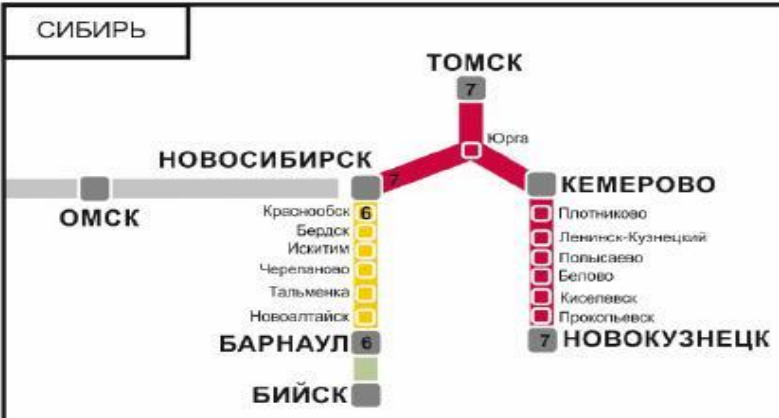 СИБИРЬ
ТОМСК
7
Юрга
НОВОСИБИРСК
7
КЕМЕРОВО
ОМСК
Краснообск 6
Плотниково
Бердск
Ленинск-Кузнецкий
Искитим
Полысаево
Черепаново
Белово
Тальменка
Киселевск
Новоалтайск
Прокопьевск
БАРНАУЛ 6
7 НОВОКУЗНЕЦК
БИЙСК